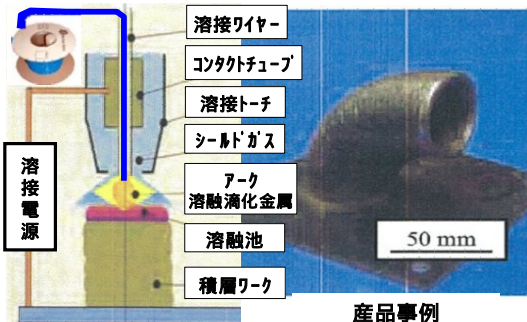 溶接ワイヤー
コンタクトチューブ
溶接トーチ
シールドガス
アーク
溶融滴化金属
溶融池
積層ワーク
溶接電源
50 mm
産品事例